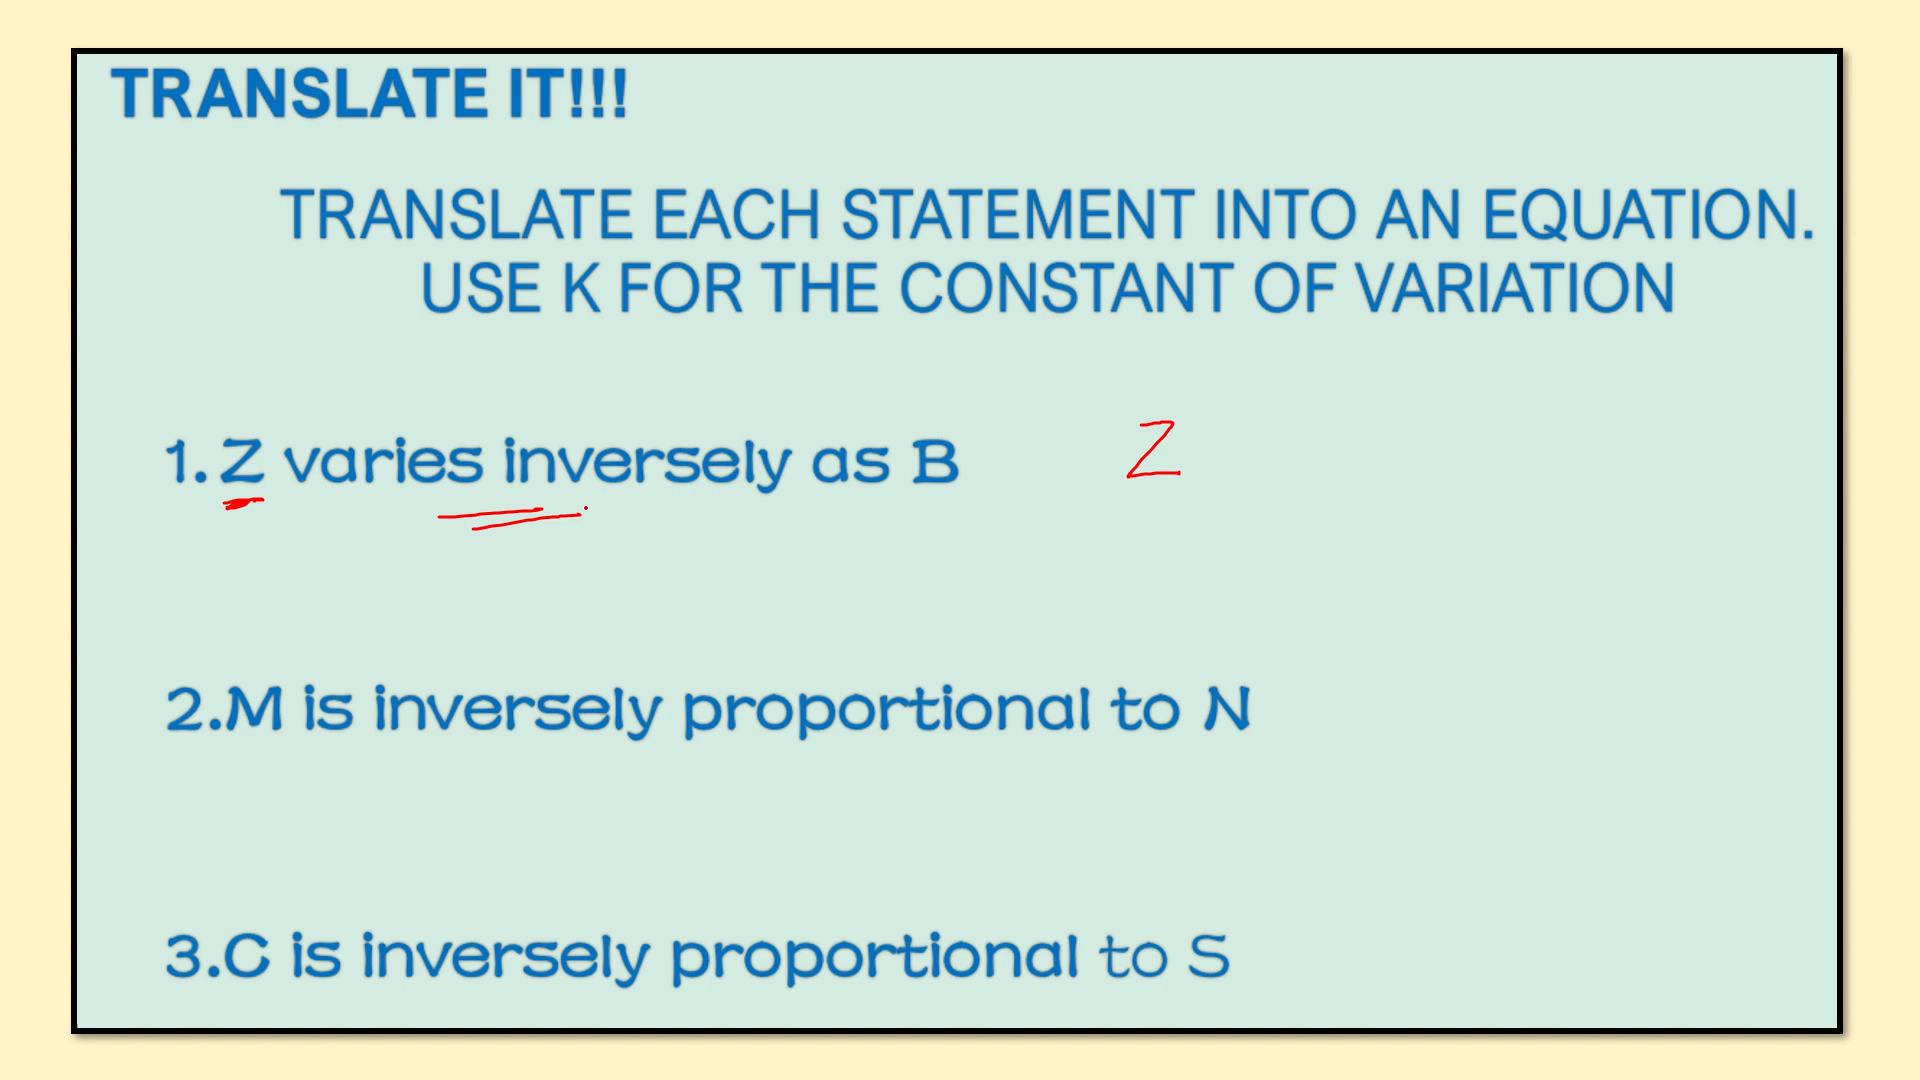 TRANSLATE IT!!!
TRANSLATE EACH STATEMENT INTO AN EQUATION.
USE K FOR THE CONSTANT OF VARIATION
1. Z varies inversely as B
Z
2.M is inversely proportional to N
3.C is inversely proportional to S